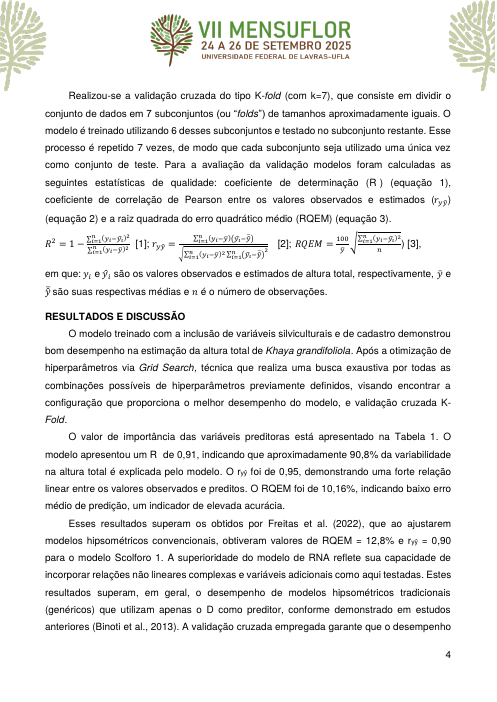 VII MENSUFLOR
24 A 26 DE SETEMBRO 2025
UNIVERSIDADE FEDERAL DE LAVRAS-UFLA
Realizou-se a validação cruzada do tipo K-fold (com k=7), que consiste em dividir o
conjunto de dados em 7 subconjuntos (ou “folds”) de tamanhos aproximadamente iguais. O
modelo é treinado utilizando 6 desses subconjuntos e testado no subconjunto restante. Esse
processo é repetido 7 vezes, de modo que cada subconjunto seja utilizado uma única vez
como conjunto de teste. Para a avaliação da validação modelos foram calculadas as
seguintes estatísticas de qualidade: coeficiente de determinação (R ) (equação 1),
coeficiente de correlação de Pearson entre os valores observados e estimados (ryŷ)
(equação 2) e a raiz quadrada do erro quadrático médio (RQEM) (equação 3).
R² = 1 − ∑ⁿᵢ₌₁(yᵢ−ŷᵢ)² / ∑ⁿᵢ₌₁(yᵢ−ȳ)² [1]; ryŷ = ∑ⁿᵢ₌₁(yᵢ−ȳ)(ŷᵢ−ŷ̄) / √(∑ⁿᵢ₌₁(yᵢ−ȳ)² ∑ⁿᵢ₌₁(ŷᵢ−ŷ̄)²) [2]; RQEM = 100/ȳ √(∑ⁿᵢ₌₁(yᵢ−ŷᵢ)²/n) ) [3],
em que: yᵢ e ŷᵢ são os valores observados e estimados de altura total, respectivamente, ȳ e
ŷ̄ são suas respectivas médias e n é o número de observações.
RESULTADOS E DISCUSSÃO
O modelo treinado com a inclusão de variáveis silviculturais e de cadastro demonstrou
bom desempenho na estimação da altura total de Khaya grandifoliola. Após a otimização de
hiperparâmetros via Grid Search, técnica que realiza uma busca exaustiva por todas as
combinações possíveis de hiperparâmetros previamente definidos, visando encontrar a
configuração que proporciona o melhor desempenho do modelo, e validação cruzada K-
Fold.
O valor de importância das variáveis preditoras está apresentado na Tabela 1. O
modelo apresentou um R de 0,91, indicando que aproximadamente 90,8% da variabilidade
na altura total é explicada pelo modelo. O ryŷ foi de 0,95, demonstrando uma forte relação
linear entre os valores observados e preditos. O RQEM foi de 10,16%, indicando baixo erro
médio de predição, um indicador de elevada acurácia.
Esses resultados superam os obtidos por Freitas et al. (2022), que ao ajustarem
modelos hipsométricos convencionais, obtiveram valores de RQEM = 12,8% e ryŷ = 0,90
para o modelo Scolforo 1. A superioridade do modelo de RNA reflete sua capacidade de
incorporar relações não lineares complexas e variáveis adicionais como aqui testadas. Estes
resultados superam, em geral, o desempenho de modelos hipsométricos tradicionais
(genéricos) que utilizam apenas o D como preditor, conforme demonstrado em estudos
anteriores (Binoti et al., 2013). A validação cruzada empregada garante que o desempenho
4